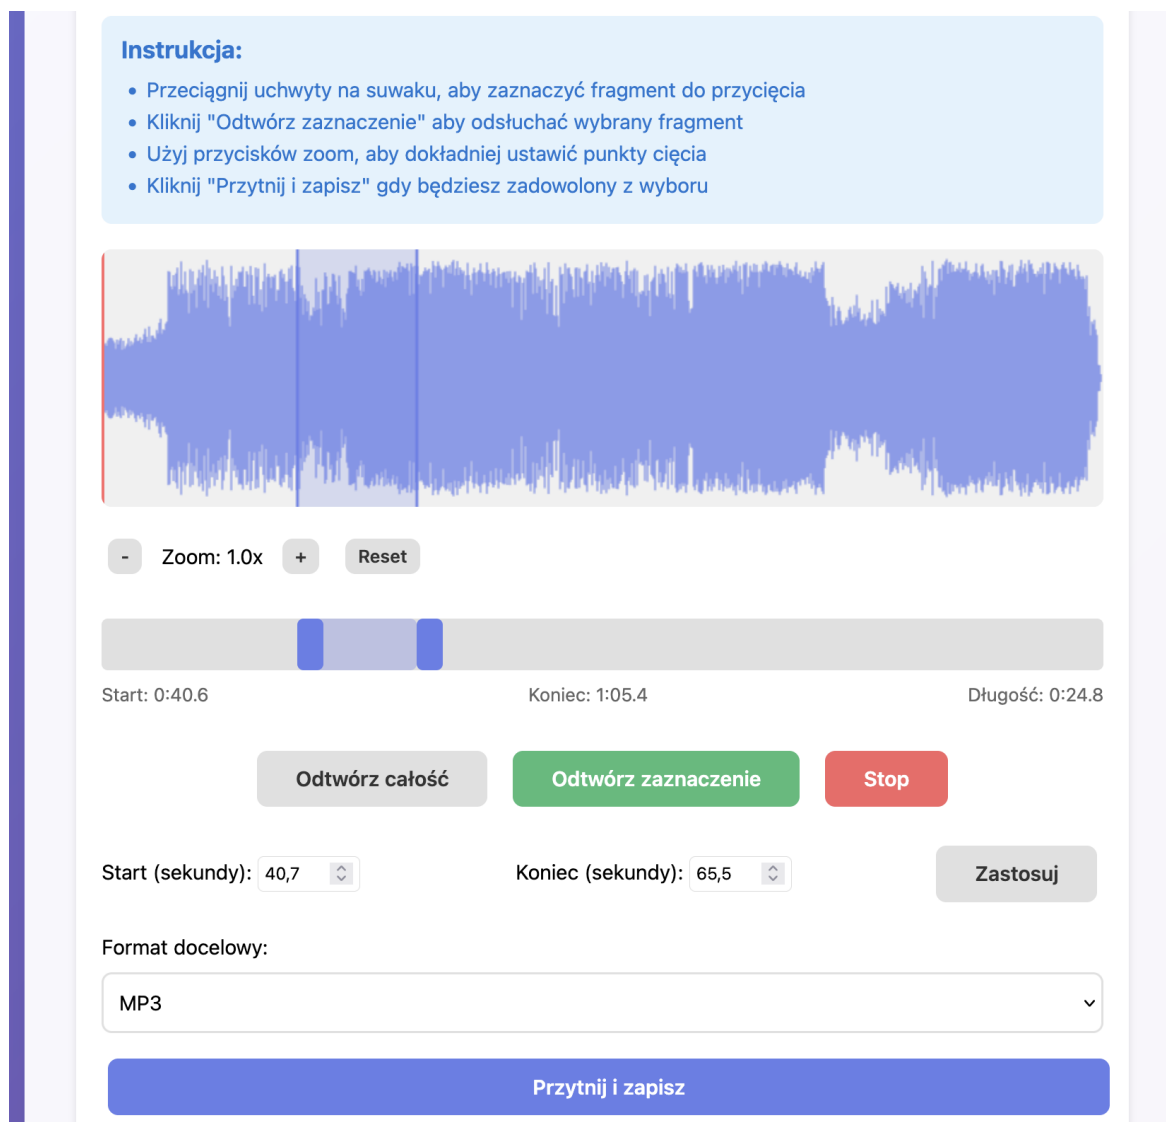 Instrukcja:
• Przeciągnij uchwyty na suwaku, aby zaznaczyć fragment do przycięcia
• Kliknij "Odtwórz zaznaczenie" aby odsłuchać wybrany fragment
• Użyj przycisków zoom, aby dokładniej ustawić punkty cięcia
• Kliknij "Przytnij i zapisz" gdy będziesz zadowolony z wyboru
- Zoom: 1.0x + Reset
Start: 0:40.6 Koniec: 1:05.4 Długość: 0:24.8
Odtwórz całość Odtwórz zaznaczenie Stop
Start (sekundy): 40,7 Koniec (sekundy): 65,5 Zastosuj
Format docelowy:
MP3
Przytnij i zapisz